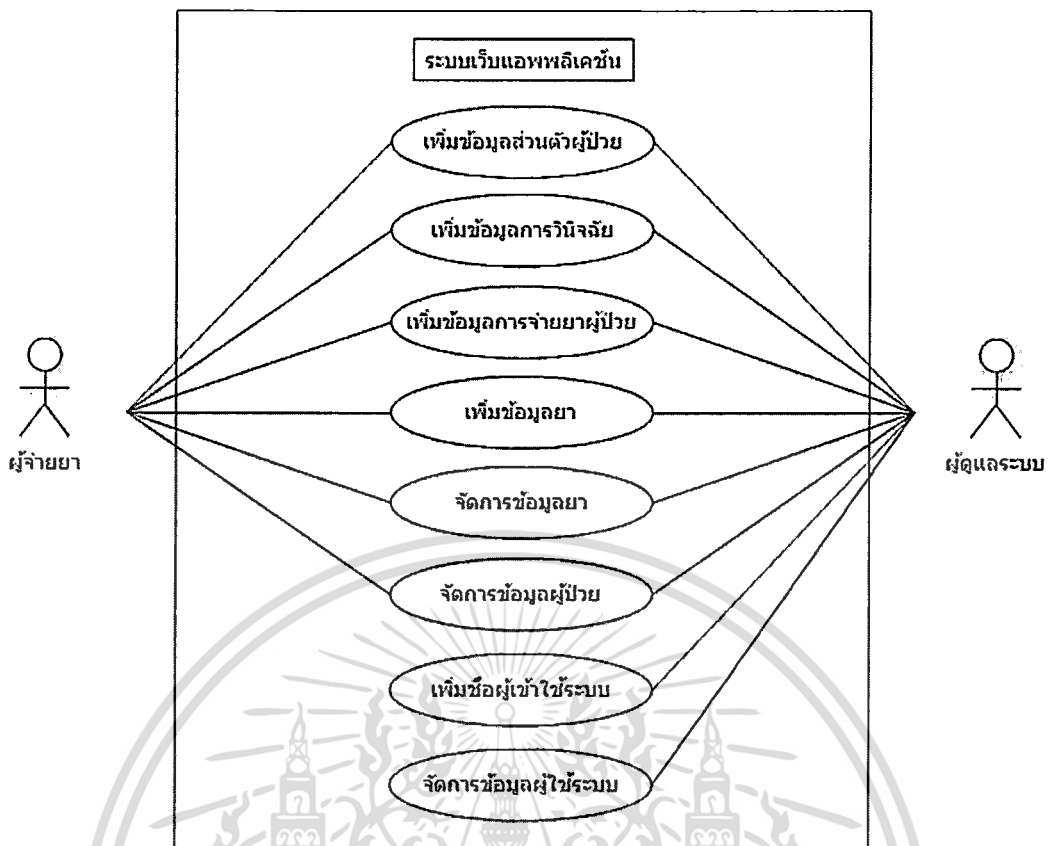 ระบบเว็บแอพพลิเคชั่น
เพิ่มข้อมูลส่วนตัวผู้ป่วย
เพิ่มข้อมูลการวินิจฉัย
เพิ่มข้อมูลการจ่ายยาผู้ป่วย
เพิ่มข้อมูลยา
ผู้จ่ายยา
ผู้ดูแลระบบ
จัดการข้อมูลยา
จัดการข้อมูลผู้ป่วย
เพิ่มชื่อผู้เข้าใช้ระบบ
จัดการข้อมูลผู้ใช้ระบบ